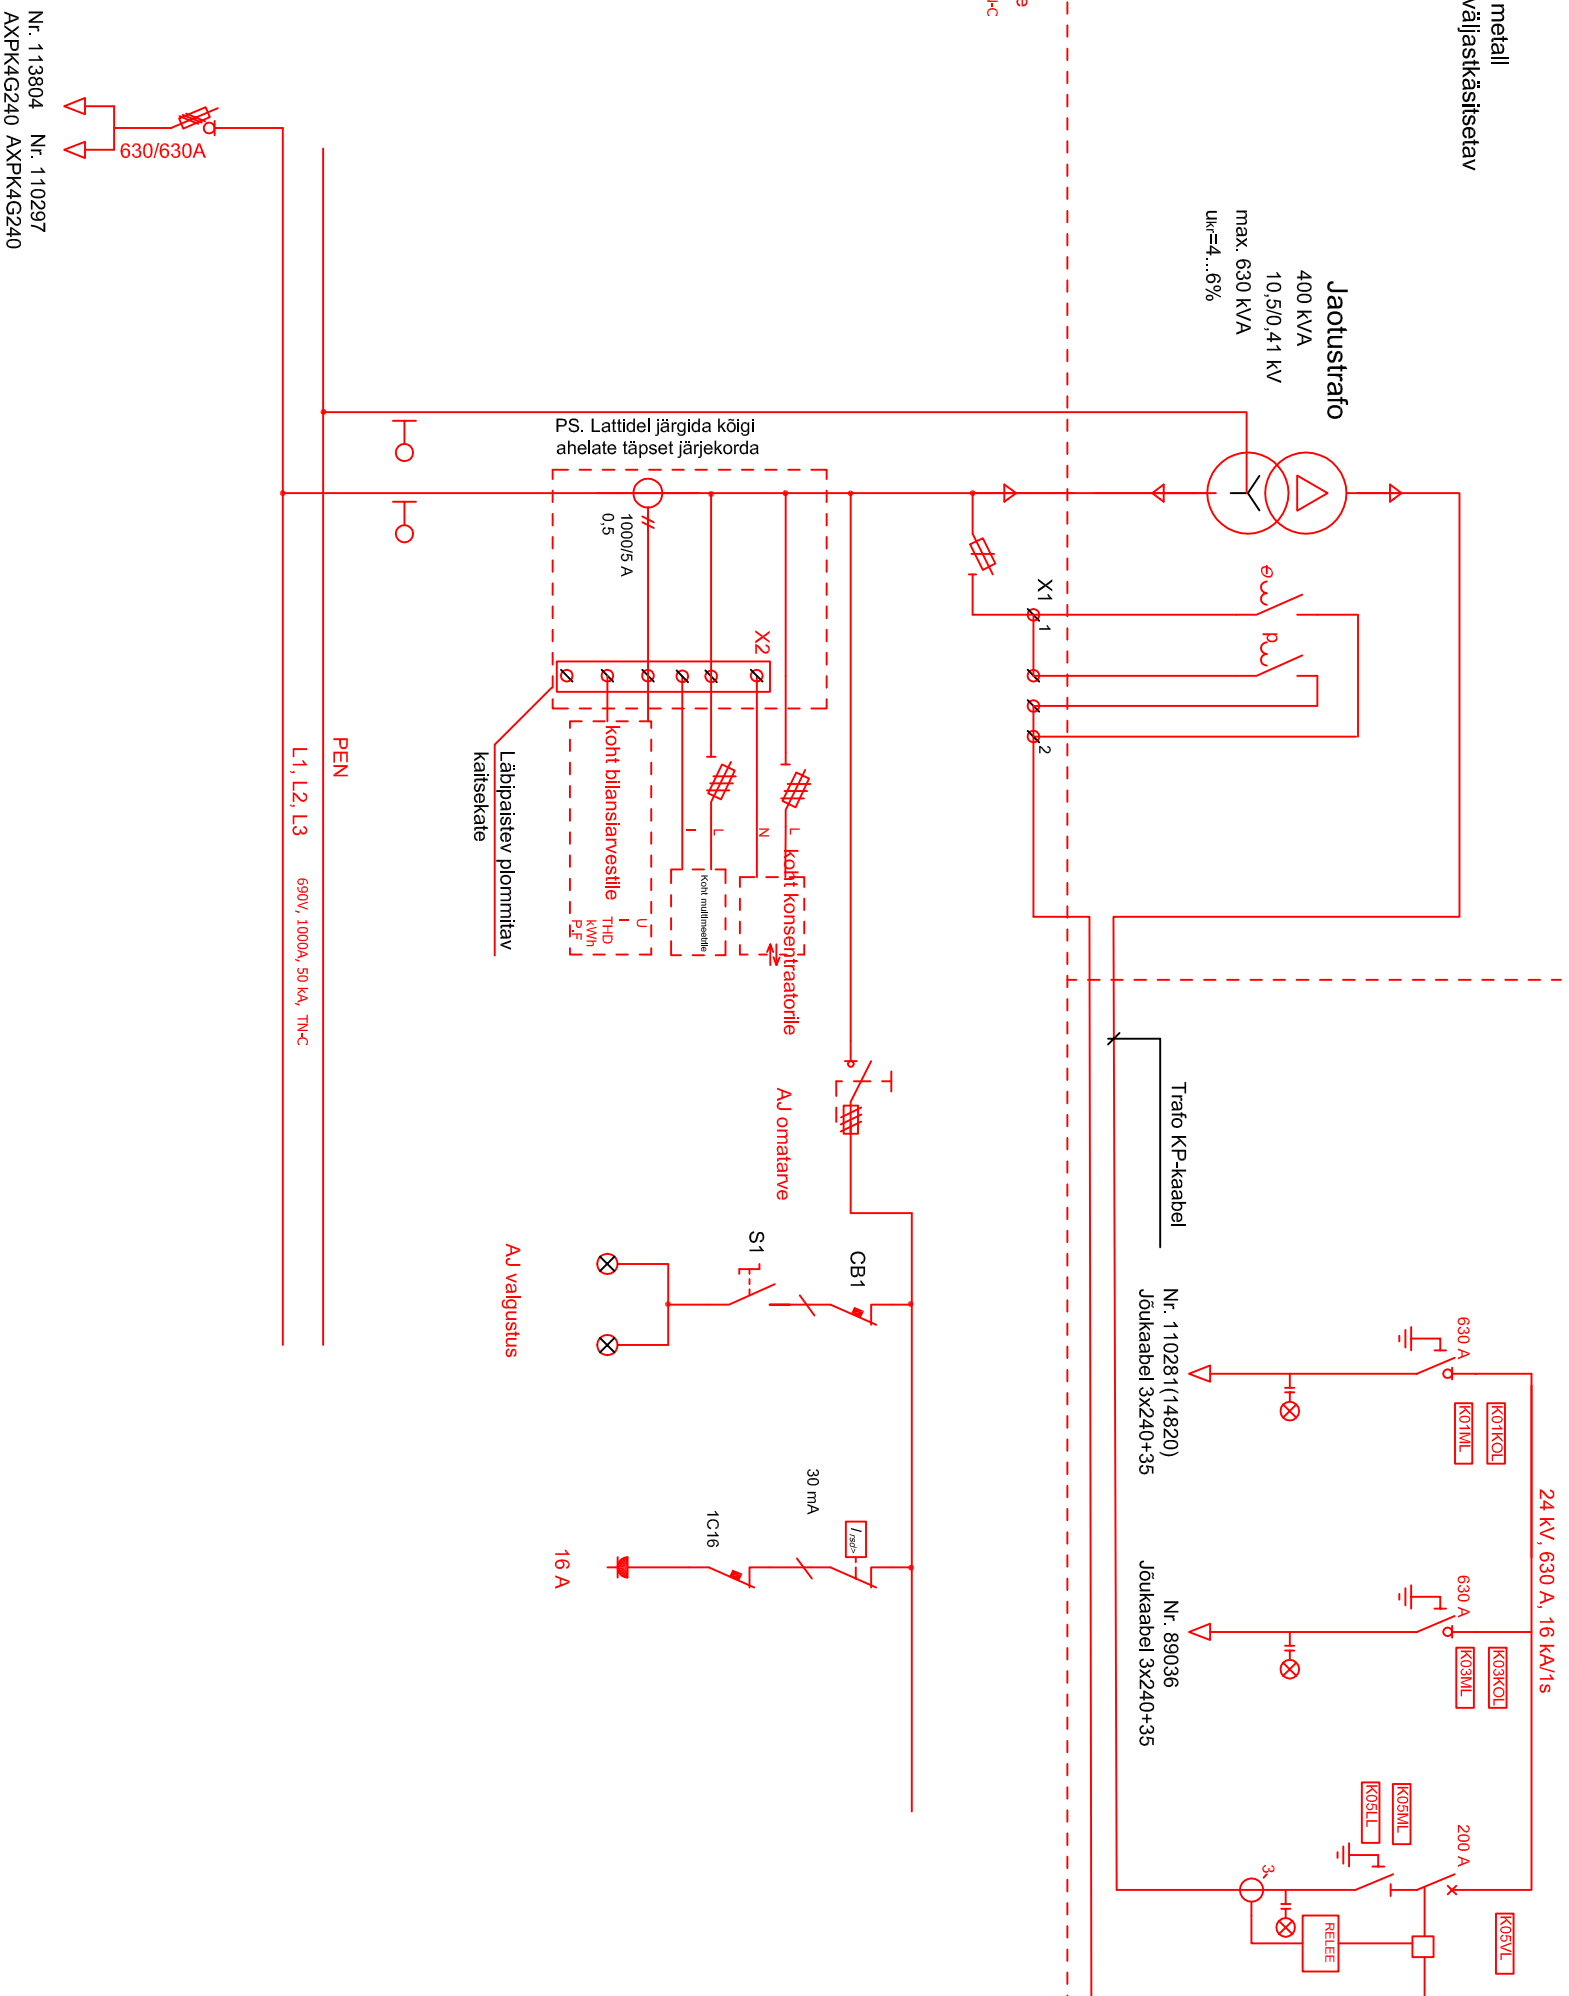 metall
väljastkäsitsetav
Jaotustrafo
400 kVA
10,5/0,41 kV
max. 630 kVA
ukr=4...6%
Nr. 113804 Nr. 110297
AXPK4G240 AXPK4G240
630/630A
PS. Lattidel järgida kõigi
ahelate täpset järjekorda
1000/5 A
0,5
X1
1
2
X2
p
PEN
L1, L2, L3
690V, 1000A, 50 kA, TN-C
Läbipaistev plommitav
kaitsekate
koht bilansiarvestile
U
I
THD
kWh
P.F
L
I
Koht multimeetrile
L
N
koht konsentraatorile
AJ omatarve
Trafo KP-kaabel
S1
CB1
AJ valgustus
30 mA
I rsd>
1C16
16 A
24 kV, 630 A, 16 kA/1s
630 A
K01KOL
K01ML
Nr. 110281(14820)
Jõukaabel 3x240+35
630 A
K03KOL
K03ML
Nr. 89036
Jõukaabel 3x240+35
200 A
K05ML
K05LL
K05VL
3
RELEE